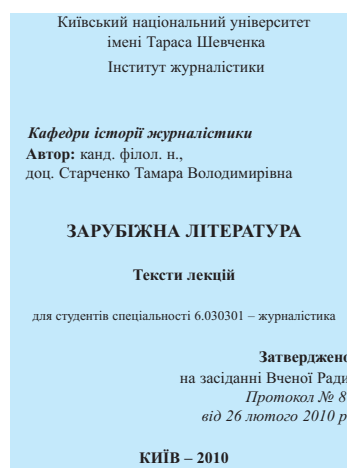 Київський національний університет
імені Тараса Шевченка
Інститут журналістики
Кафедри історії журналістики
Автор: канд. філол. н.,
доц. Старченко Тамара Володимирівна
ЗАРУБІЖНА ЛІТЕРАТУРА
Тексти лекцій
для студентів спеціальності 6.030301 – журналістика
Затверджено
на засіданні Вченої Ради
Протокол № 8
від 26 лютого 2010 р
КИЇВ – 2010